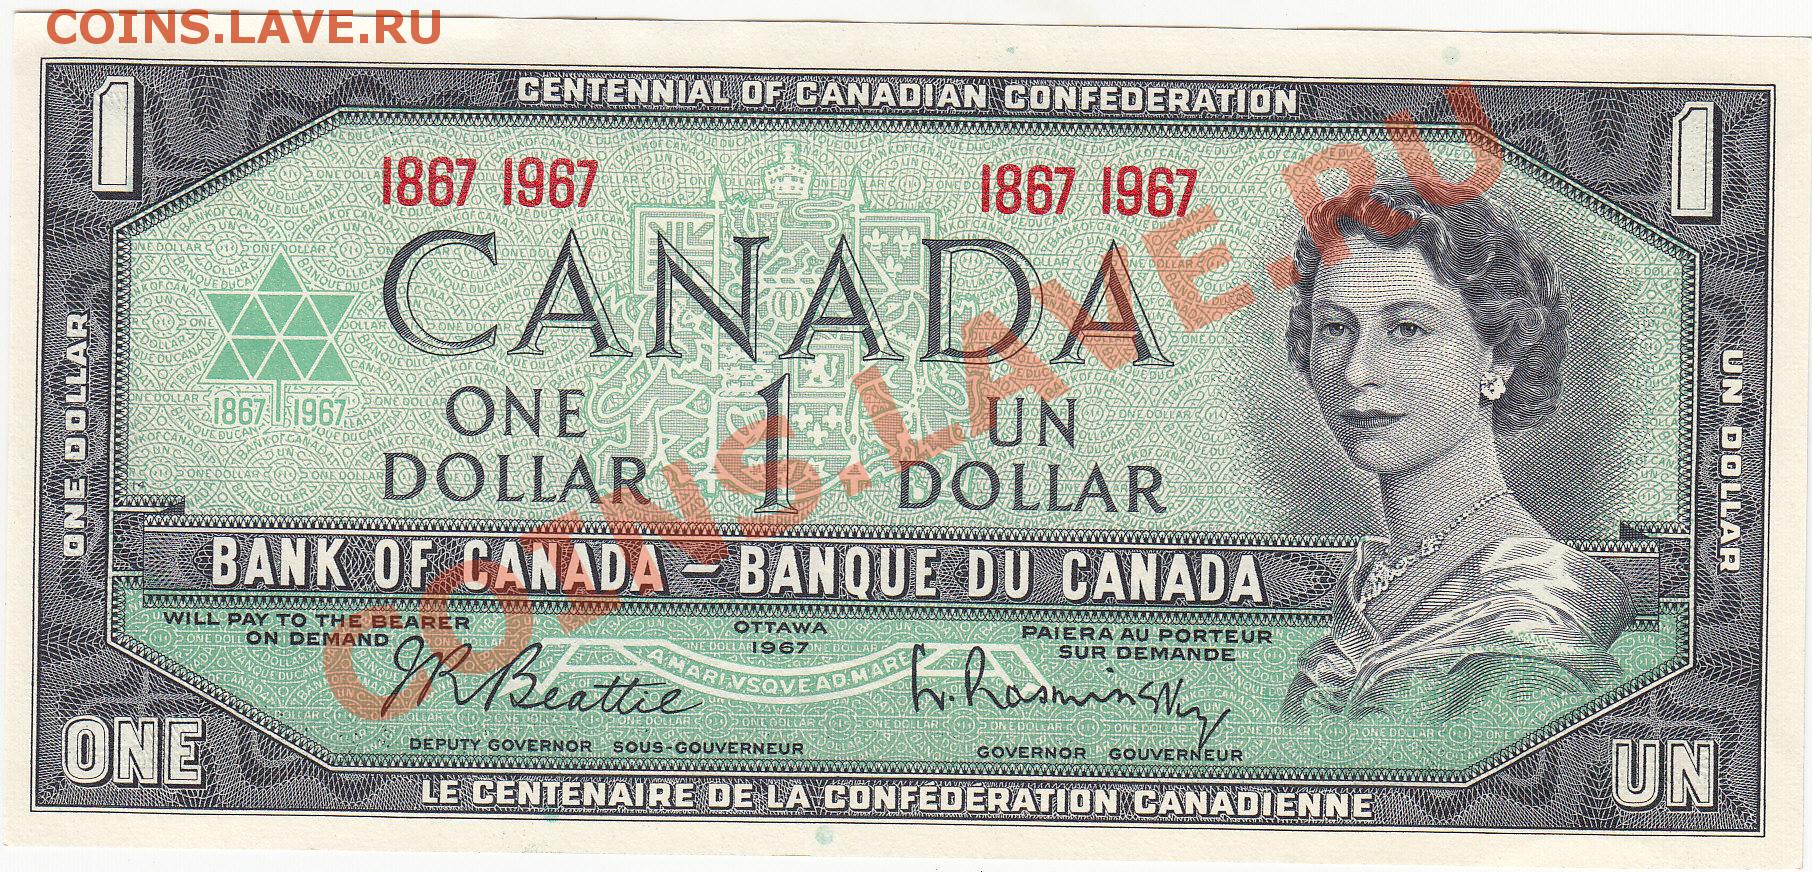 COINS.LAVE.RU
CENTENNIAL OF CANADIAN CONFEDERATION
1
1
1867 1967
1867 1967
CANADA
1867 1967
ONE DOLLAR
ONE
DOLLAR
1
UN
DOLLAR
UN DOLLAR
BANK OF CANADA – BANQUE DU CANADA
WILL PAY TO THE BEARER
ON DEMAND
OTTAWA
1967
PAIERA AU PORTEUR
SUR DEMANDE
A·MARI·VSQVE AD·MARE
J R Beattie
L. Rasminsky
DEPUTY GOVERNOR SOUS-GOUVERNEUR
GOVERNOR GOUVERNEUR
ONE
UN
LE CENTENAIRE DE LA CONFÉDÉRATION CANADIENNE
COINS.LAVE.RU